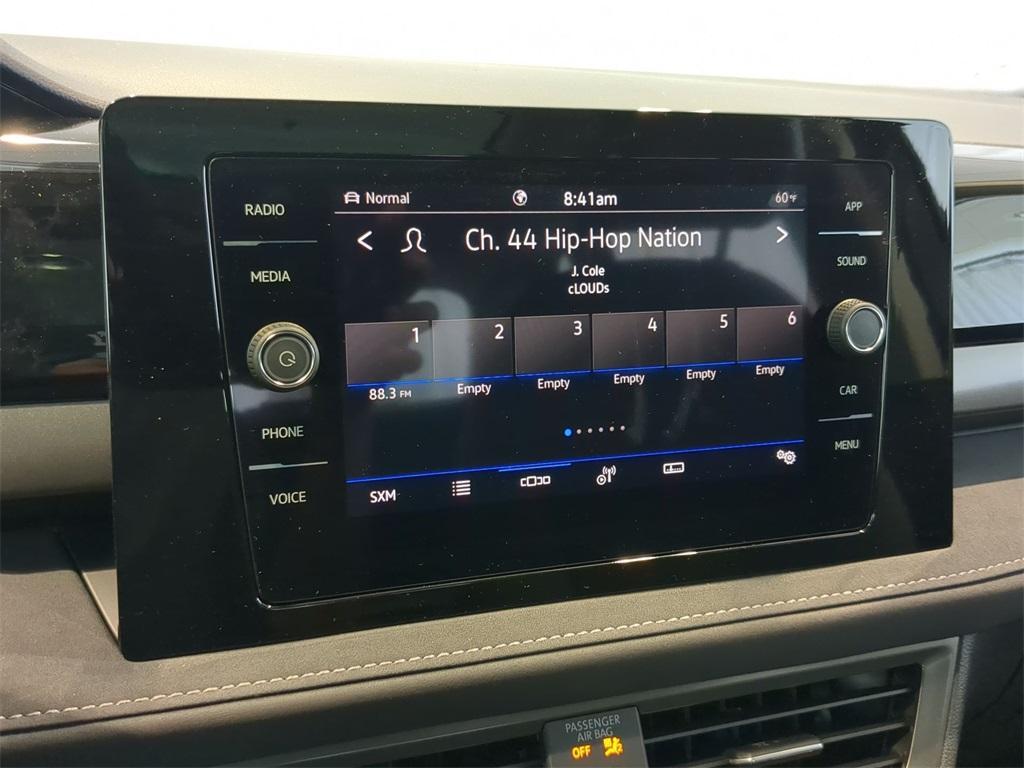 RADIO
MEDIA
PHONE
VOICE
Normal 8:41am 60°F
< Ch. 44 Hip-Hop Nation >
J. Cole
cLOUDs
1 2 3 4 5 6
88.3 FM Empty Empty Empty Empty Empty
SXM
APP
SOUND
CAR
MENU
PASSENGER
AIR BAG
OFF